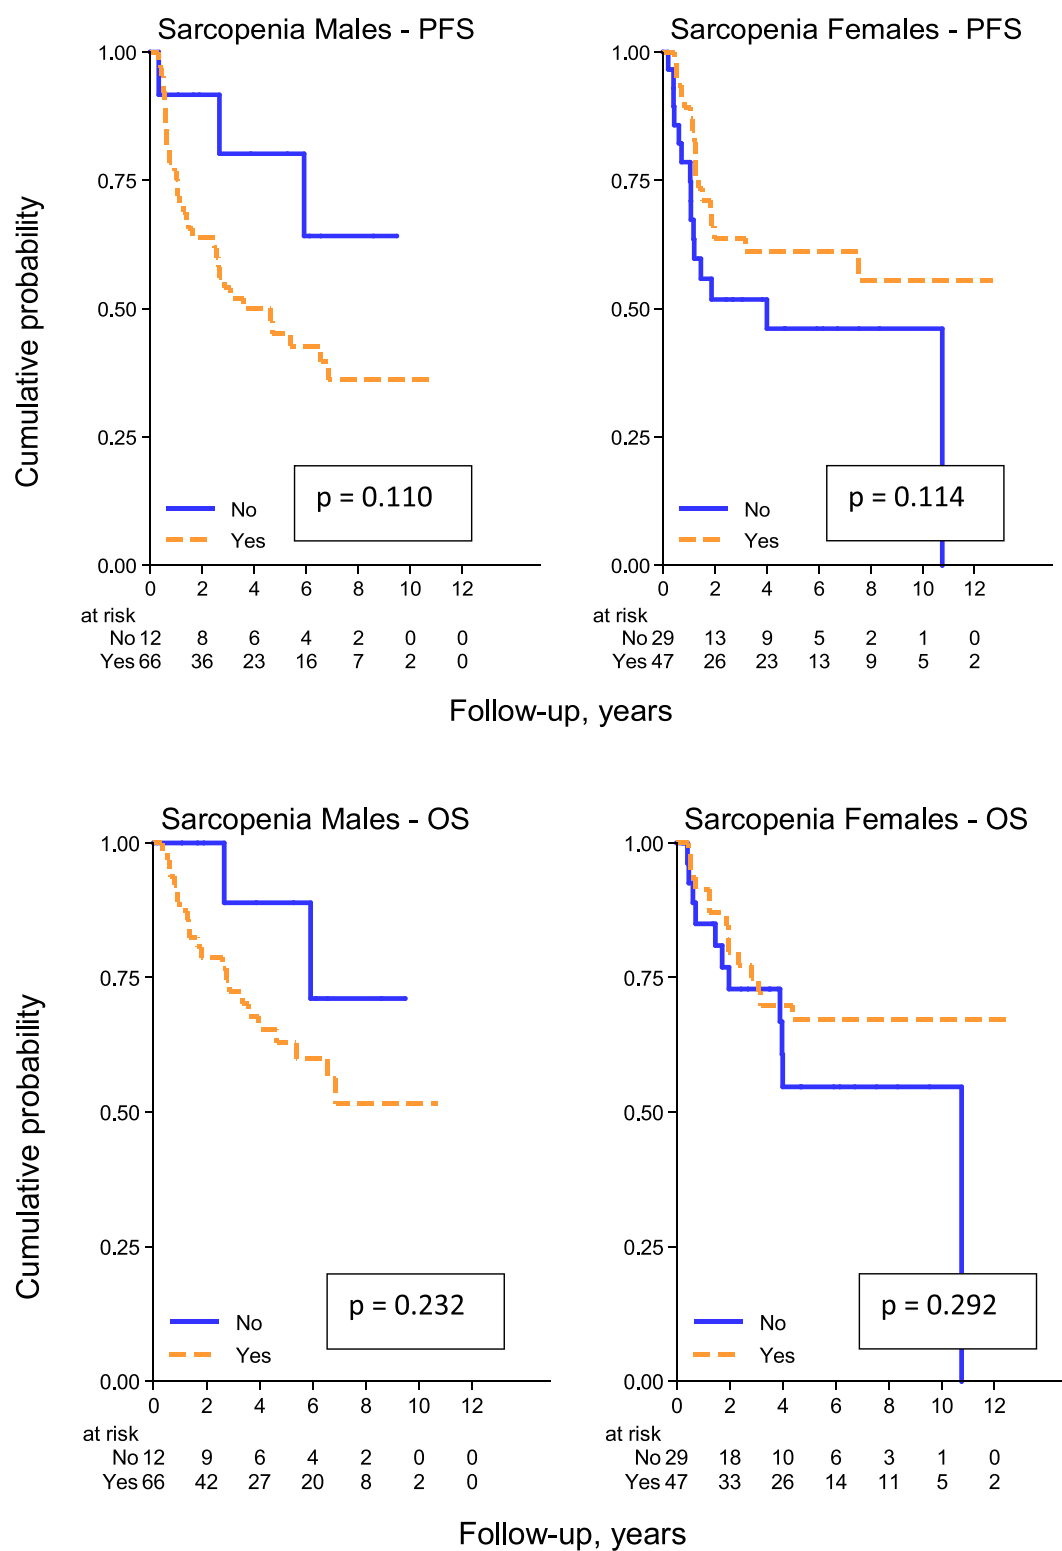 Sarcopenia Males - PFS
Cumulative probability
1.00
0.75
0.50
0.25
0.00
No
Yes
p = 0.110
0 2 4 6 8 10 12
at risk
No 12 8 6 4 2 0 0
Yes 66 36 23 16 7 2 0
Sarcopenia Females - PFS
1.00
0.75
0.50
0.25
0.00
No
Yes
p = 0.114
0 2 4 6 8 10 12
No 29 13 9 5 2 1 0
Yes 47 26 23 13 9 5 2
at risk
Follow-up, years
Sarcopenia Males - OS
Cumulative probability
1.00
0.75
0.50
0.25
0.00
No
Yes
p = 0.232
0 2 4 6 8 10 12
at risk
No 12 9 6 4 2 0 0
Yes 66 42 27 20 8 2 0
Sarcopenia Females - OS
1.00
0.75
0.50
0.25
0.00
No
Yes
p = 0.292
0 2 4 6 8 10 12
at risk
No 29 18 10 6 3 1 0
Yes 47 33 26 14 11 5 2
Follow-up, years